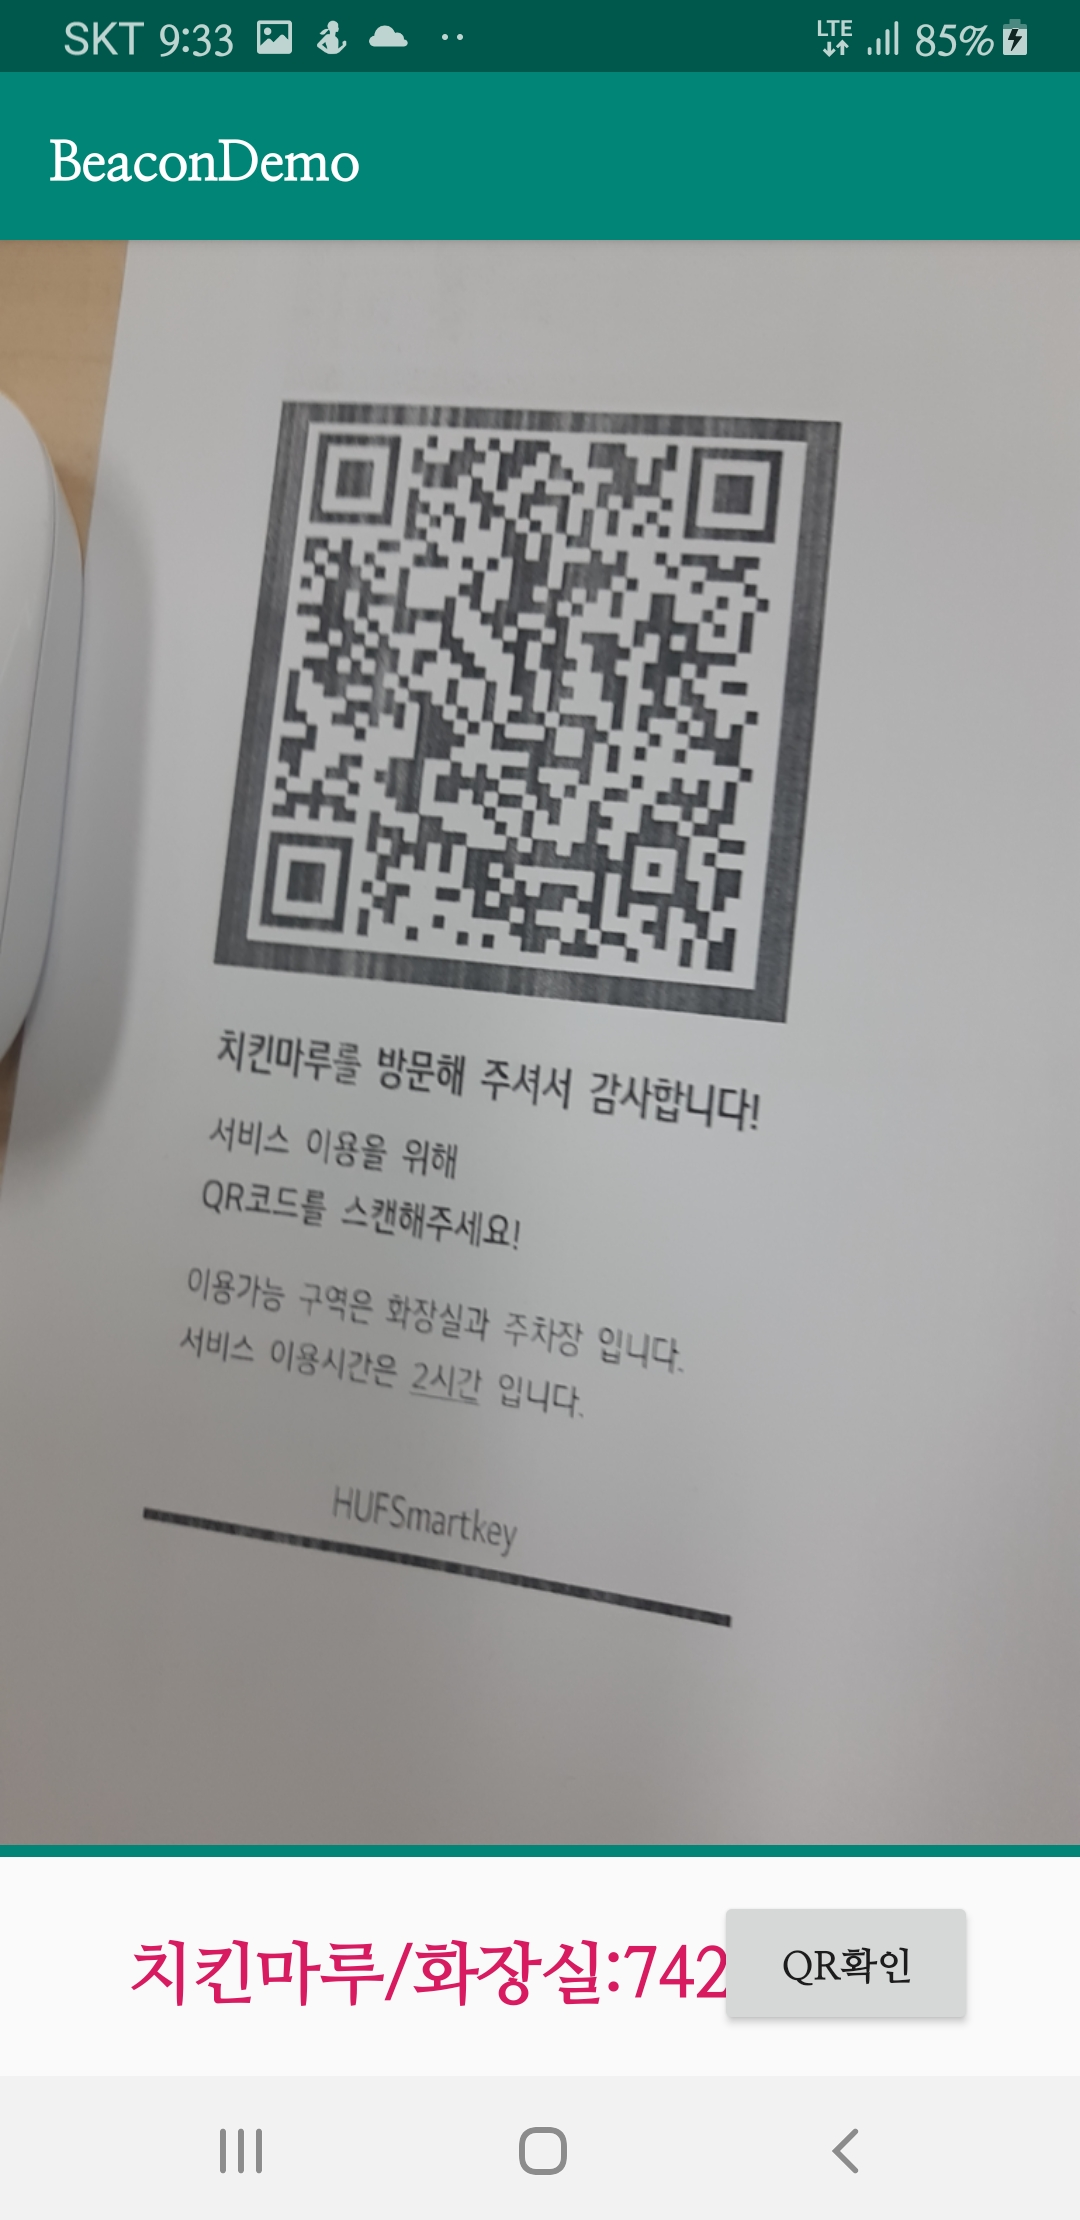 SKT 9:33
LTE 85%
BeaconDemo
치킨마루를 방문해 주셔서 감사합니다!
서비스 이용을 위해
QR코드를 스캔해주세요!
이용가능 구역은 화장실과 주차장 입니다.
서비스 이용시간은 2시간 입니다.
HUFSmartkey
치킨마루/화장실:742
QR확인